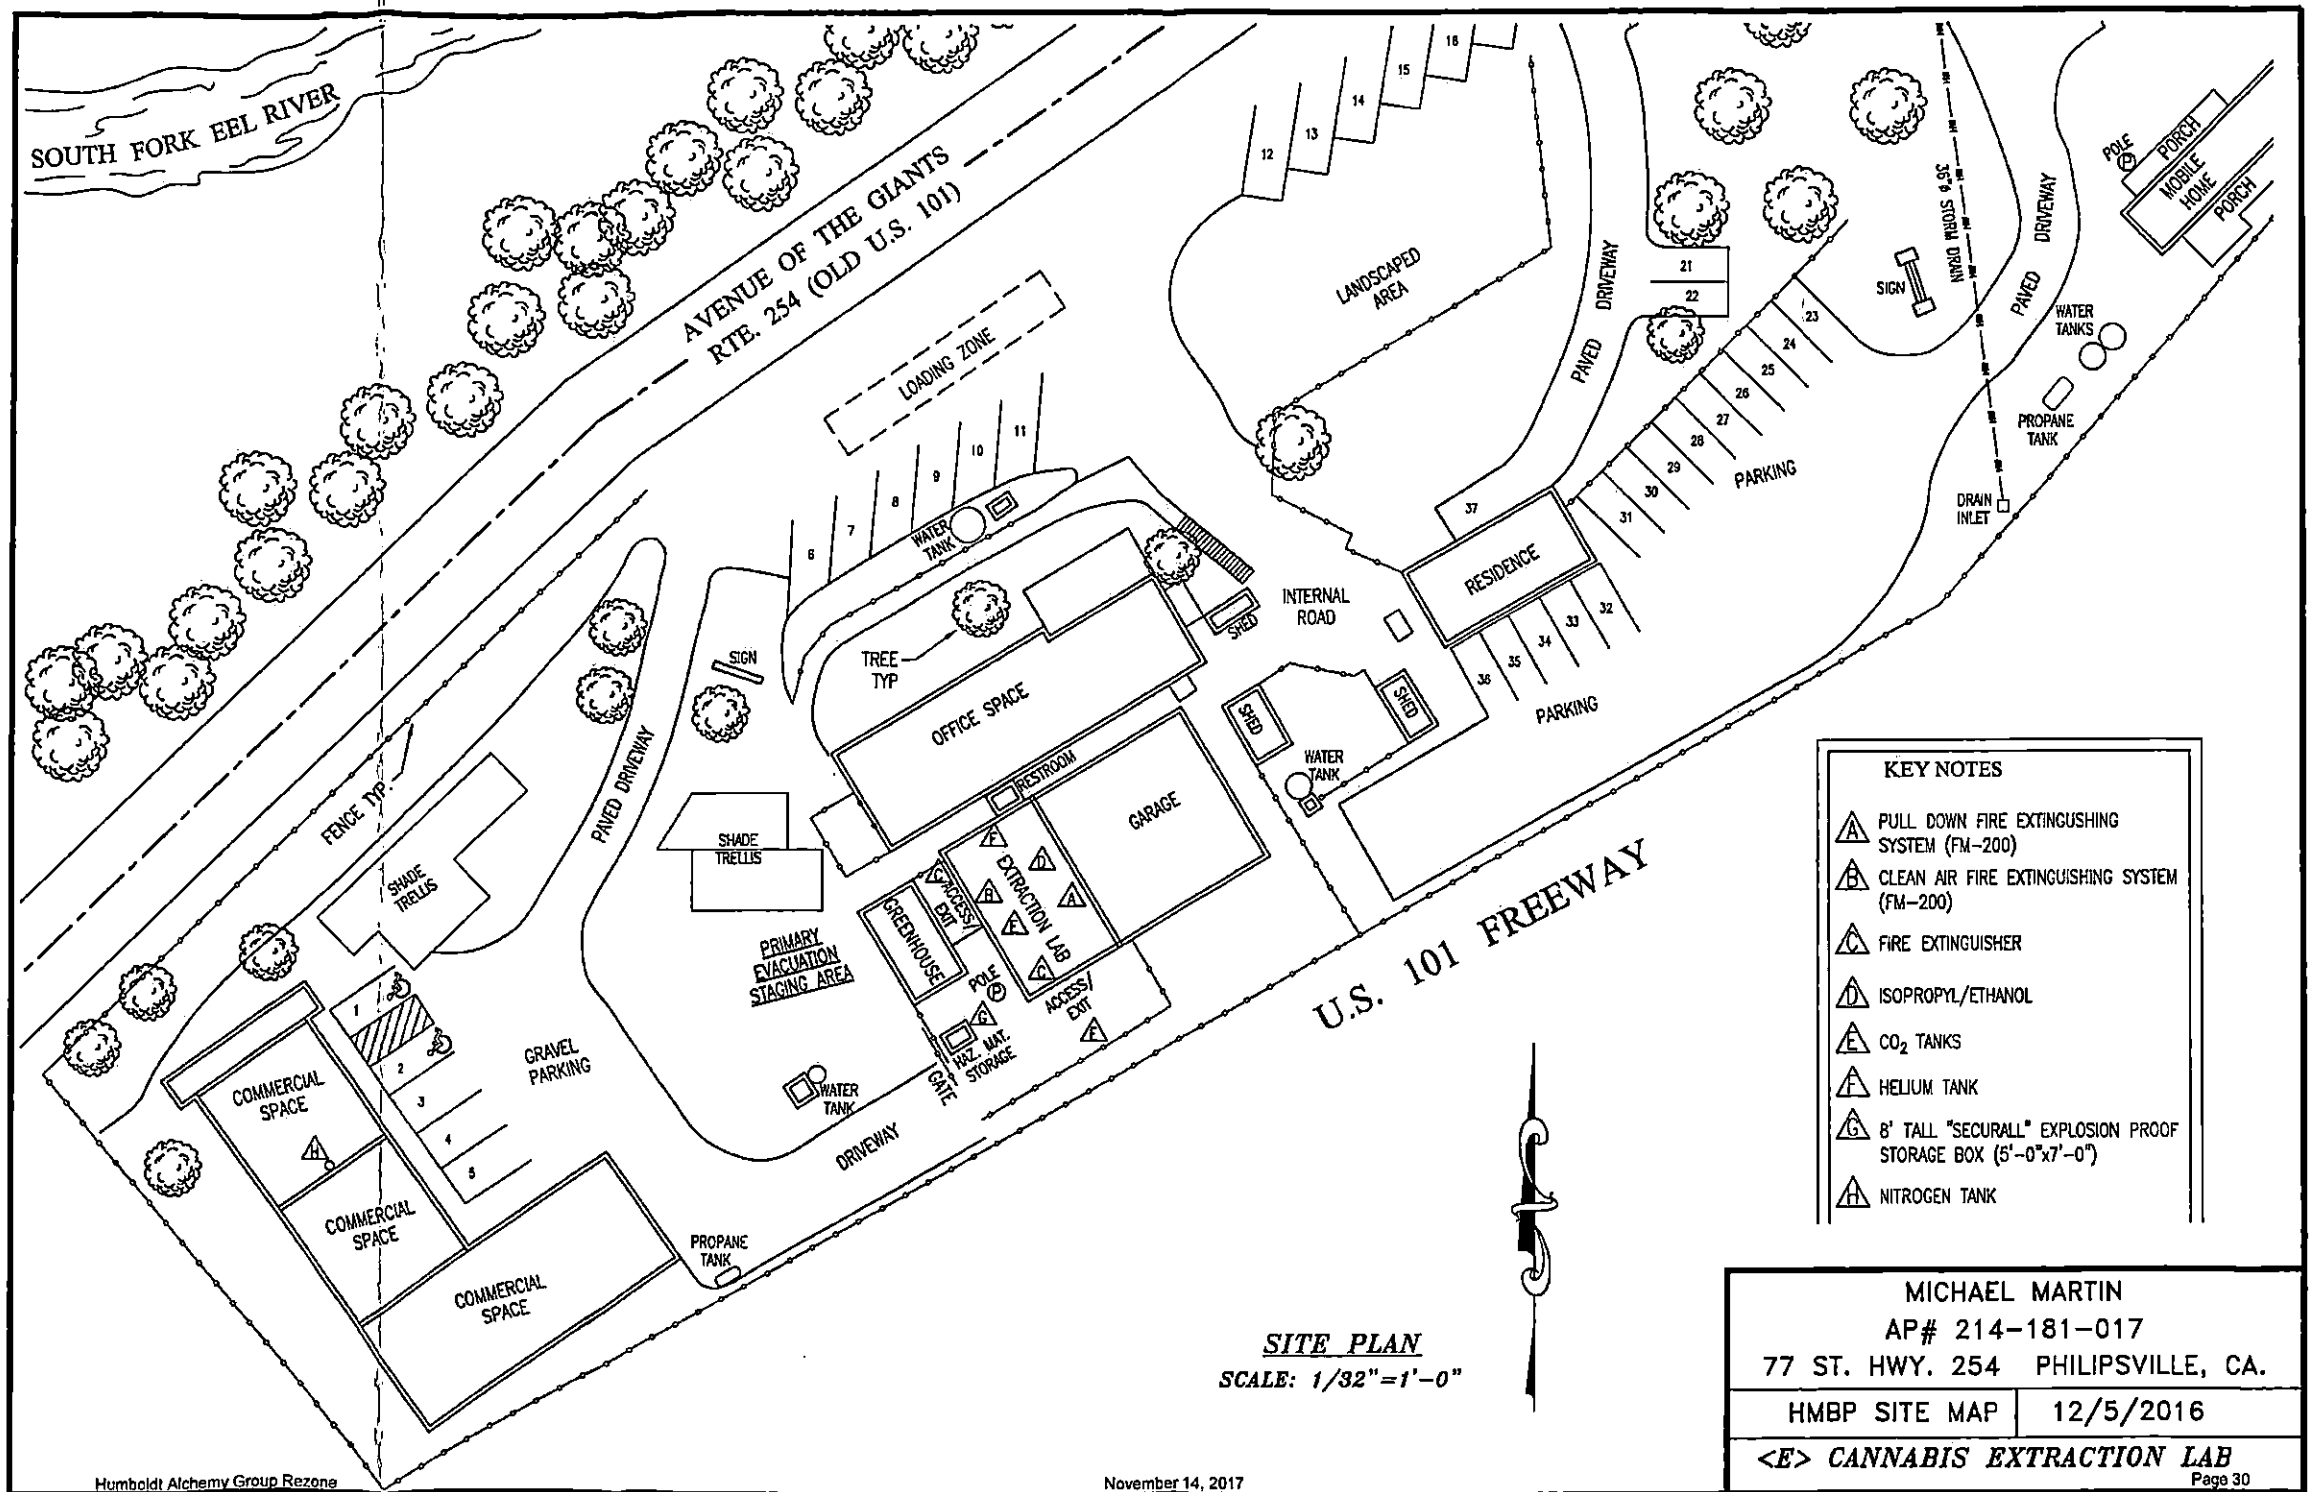 SOUTH FORK EEL RIVER
AVENUE OF THE GIANTS
RTE. 254 (OLD U.S. 101)
LOADING ZONE
12
13
14
15
16
LANDSCAPED
AREA
PAVED DRIVEWAY
21
22
23
24
25
26
27
28
29
30
31
PARKING
SIGN
36"ø STORM DRAIN
PAVED DRIVEWAY
POLE
P
PORCH
MOBILE
HOME
PORCH
WATER
TANKS
PROPANE
TANK
DRAIN
INLET
6
7
8
9
10
11
WATER
TANK
37
RESIDENCE
32
33
34
35
36
PARKING
INTERNAL
ROAD
SHED
SHED
SHED
WATER
TANK
TREE
TYP
SIGN
OFFICE SPACE
RESTROOM
GARAGE
EXTRACTION LAB
F
D
B
A
E
C
C
ACCESS/
EXIT
GREENHOUSE
POLE
P
G
HAZ. MAT.
STORAGE
ACCESS/
EXIT
E
GATE
U.S. 101 FREEWAY
FENCE TYP.
SHADE
TRELLIS
PAVED DRIVEWAY
SHADE
TRELLIS
PRIMARY
EVACUATION
STAGING AREA
WATER
TANK
DRIVEWAY
GRAVEL
PARKING
1
2
3
4
5
COMMERCIAL
SPACE
H
COMMERCIAL
SPACE
COMMERCIAL
SPACE
PROPANE
TANK
KEY NOTES
A PULL DOWN FIRE EXTINGUSHING
SYSTEM (FM-200)
B CLEAN AIR FIRE EXTINGUISHING SYSTEM
(FM-200)
C FIRE EXTINGUISHER
D ISOPROPYL/ETHANOL
E CO₂ TANKS
F HELIUM TANK
G 8' TALL "SECURALL" EXPLOSION PROOF
STORAGE BOX (5'-0"x7'-0")
H NITROGEN TANK
SITE PLAN
SCALE: 1/32"=1'-0"
MICHAEL MARTIN
AP# 214-181-017
77 ST. HWY. 254 PHILIPSVILLE, CA.
HMBP SITE MAP 12/5/2016
<E> CANNABIS EXTRACTION LAB
Page 30
Humboldt Alchemy Group Rezone
November 14, 2017